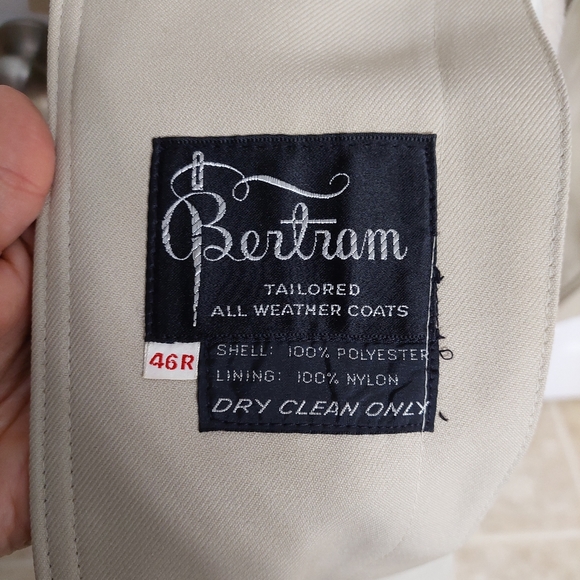 Bertram
TAILORED
ALL WEATHER COATS
46R
SHELL: 100% POLYESTER
LINING: 100% NYLON
DRY CLEAN ONLY